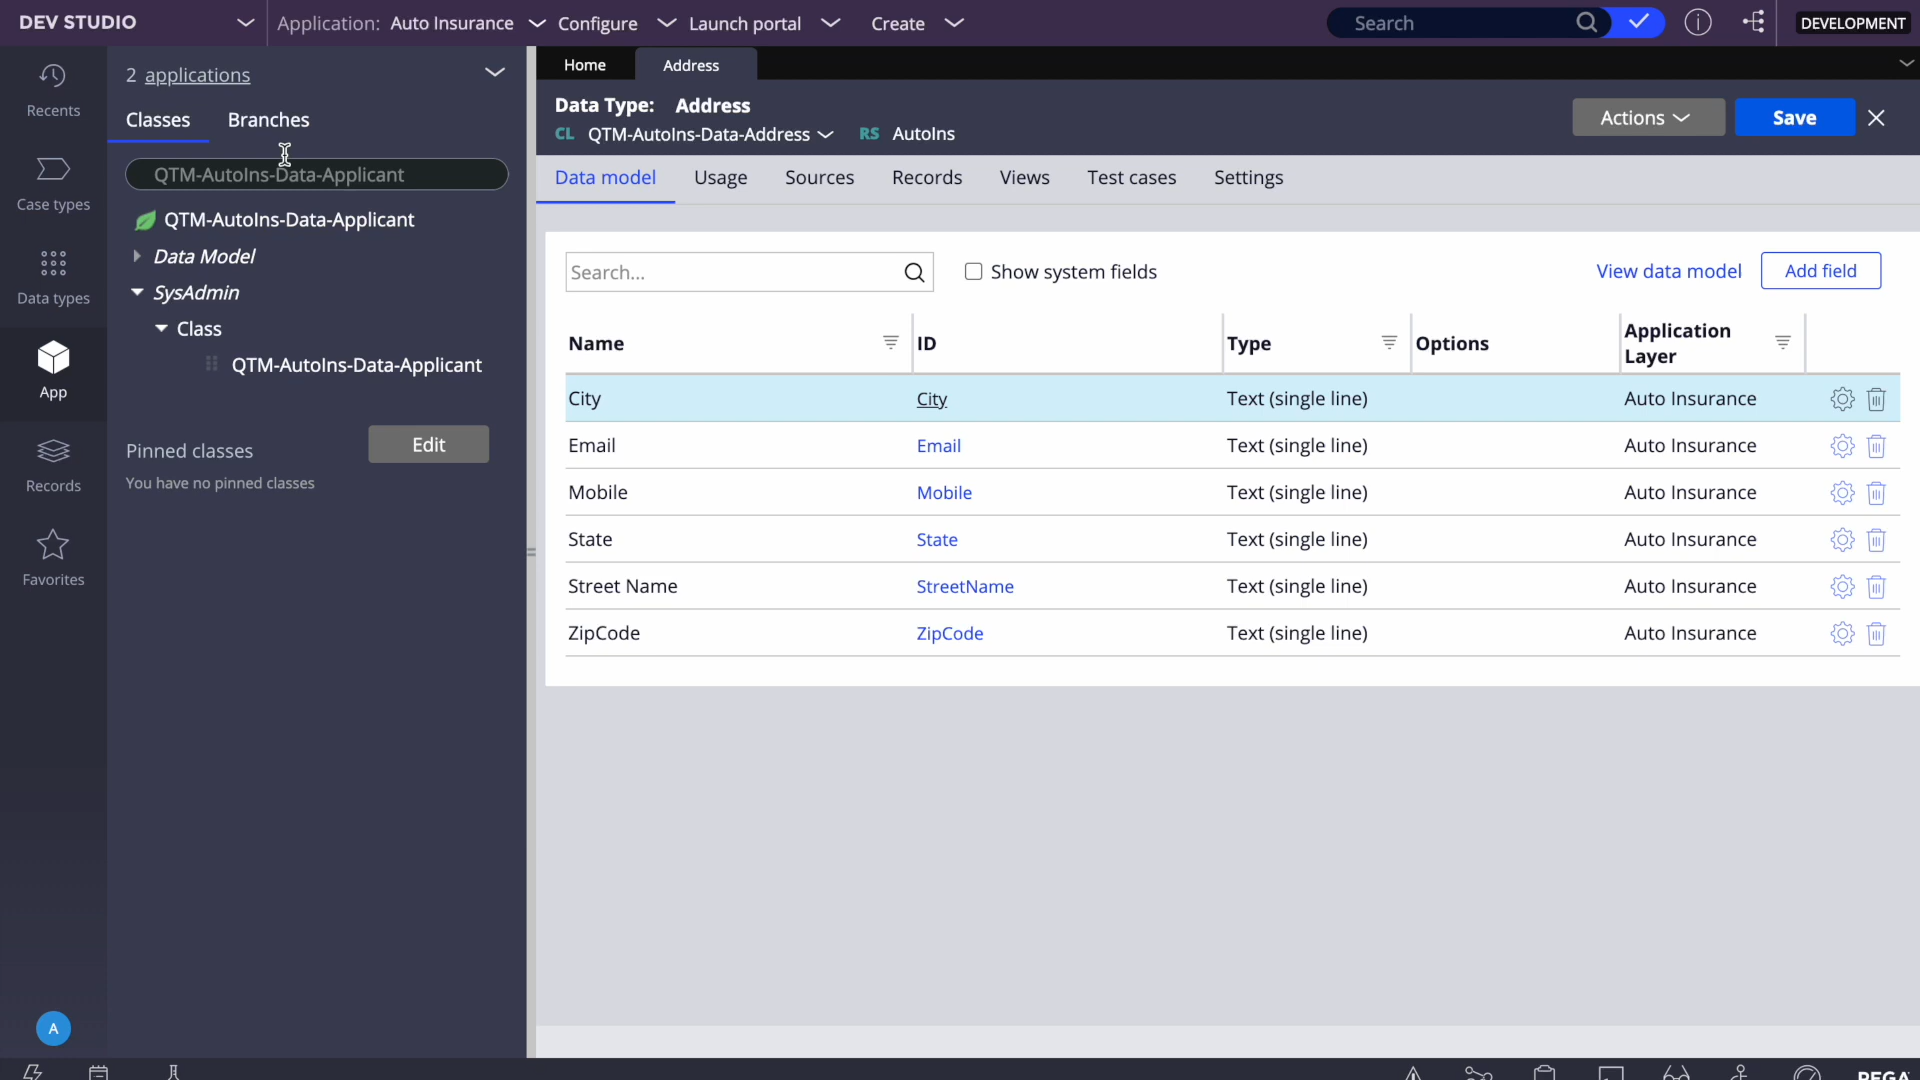 DEV STUDIO
Application: Auto Insurance Configure Launch portal Create
Search
DEVELOPMENT
Recents
Case types
Data types
App
Records
Favorites
A
2 applications
Classes Branches
QTM-AutoIns-Data-Applicant
QTM-AutoIns-Data-Applicant
Data Model
SysAdmin
Class
QTM-AutoIns-Data-Applicant
Pinned classes Edit
You have no pinned classes
Home Address
Data Type: Address
CL QTM-AutoIns-Data-Address RS AutoIns
Actions Save
Data model Usage Sources Records Views Test cases Settings
Search... Show system fields View data model Add field
Name ID Type Options Application Layer
City City Text (single line) Auto Insurance
Email Email Text (single line) Auto Insurance
Mobile Mobile Text (single line) Auto Insurance
State State Text (single line) Auto Insurance
Street Name StreetName Text (single line) Auto Insurance
ZipCode ZipCode Text (single line) Auto Insurance
PEGA